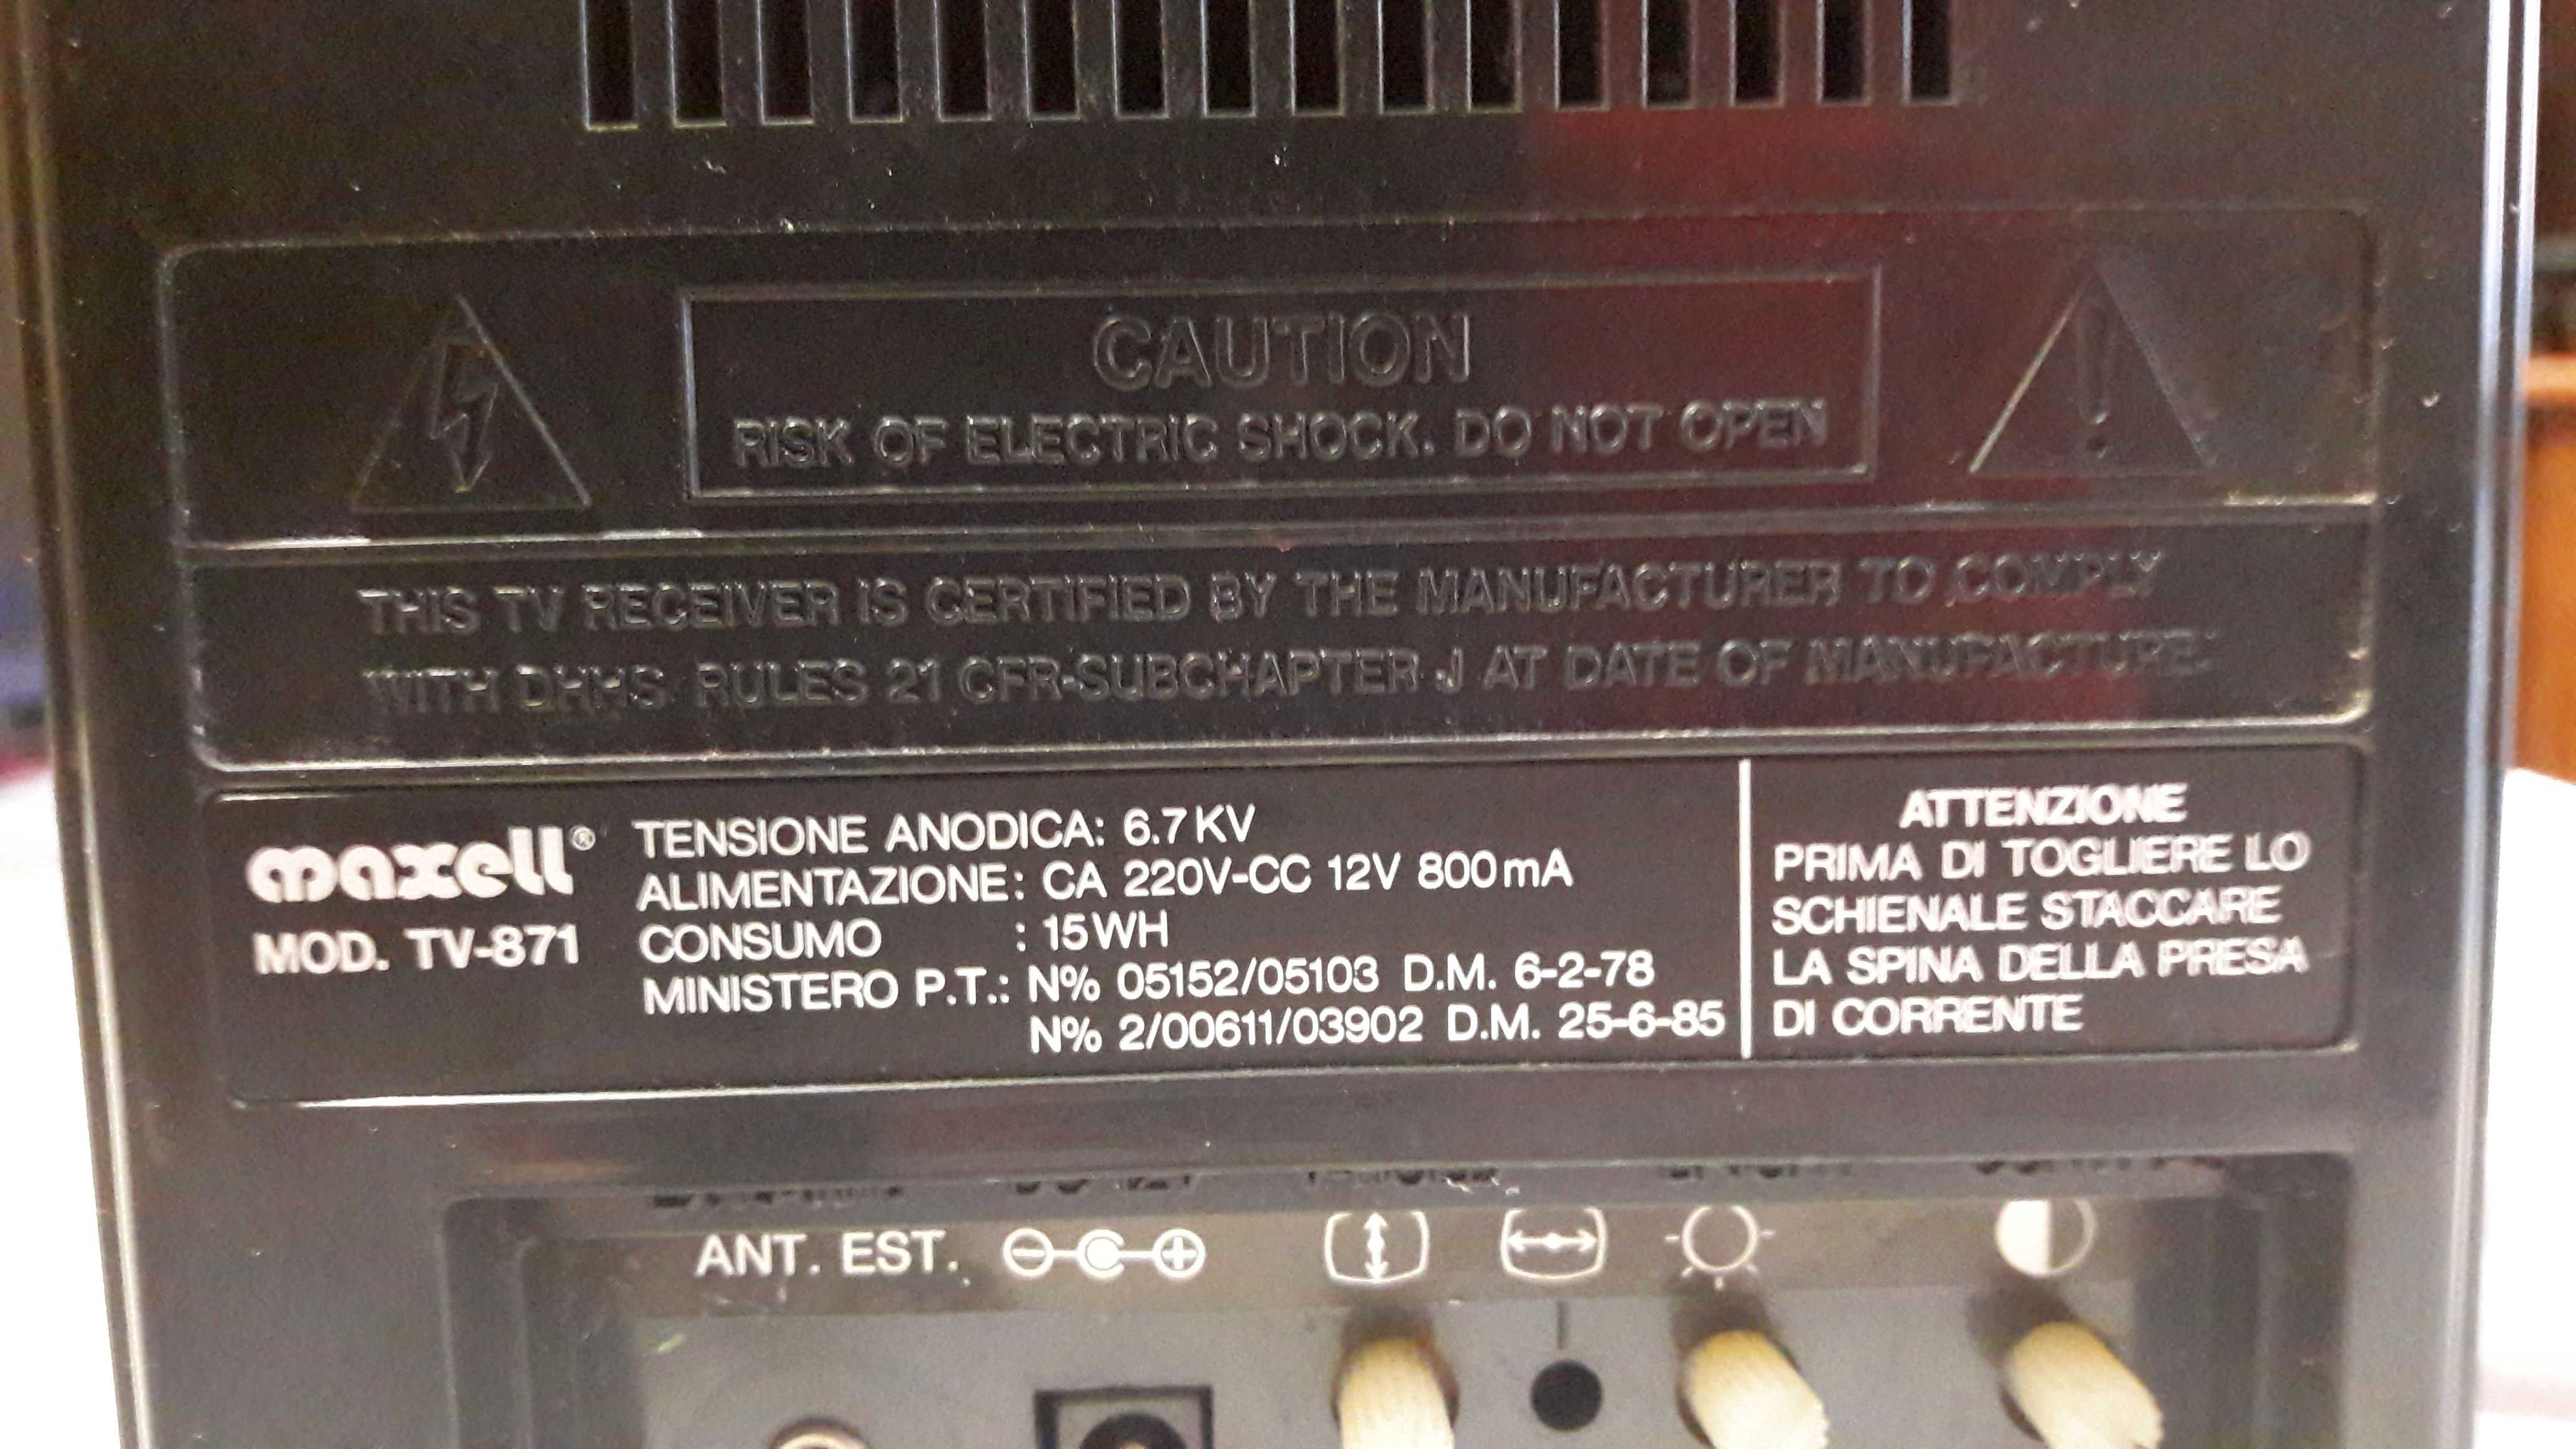 CAUTION
RISK OF ELECTRIC SHOCK. DO NOT OPEN
THIS TV RECEIVER IS CERTIFIED BY THE MANUFACTURER TO COMPLY
WITH DHHS RULES 21 CFR-SUBCHAPTER J AT DATE OF MANUFACTURE.
maxell®
MOD. TV-871
TENSIONE ANODICA: 6.7KV
ALIMENTAZIONE: CA 220V-CC 12V 800mA
CONSUMO : 15WH
MINISTERO P.T.: N% 05152/05103 D.M. 6-2-78
N% 2/00611/03902 D.M. 25-6-85
ATTENZIONE
PRIMA DI TOGLIERE LO
SCHIENALE STACCARE
LA SPINA DELLA PRESA
DI CORRENTE
ANT. EST.